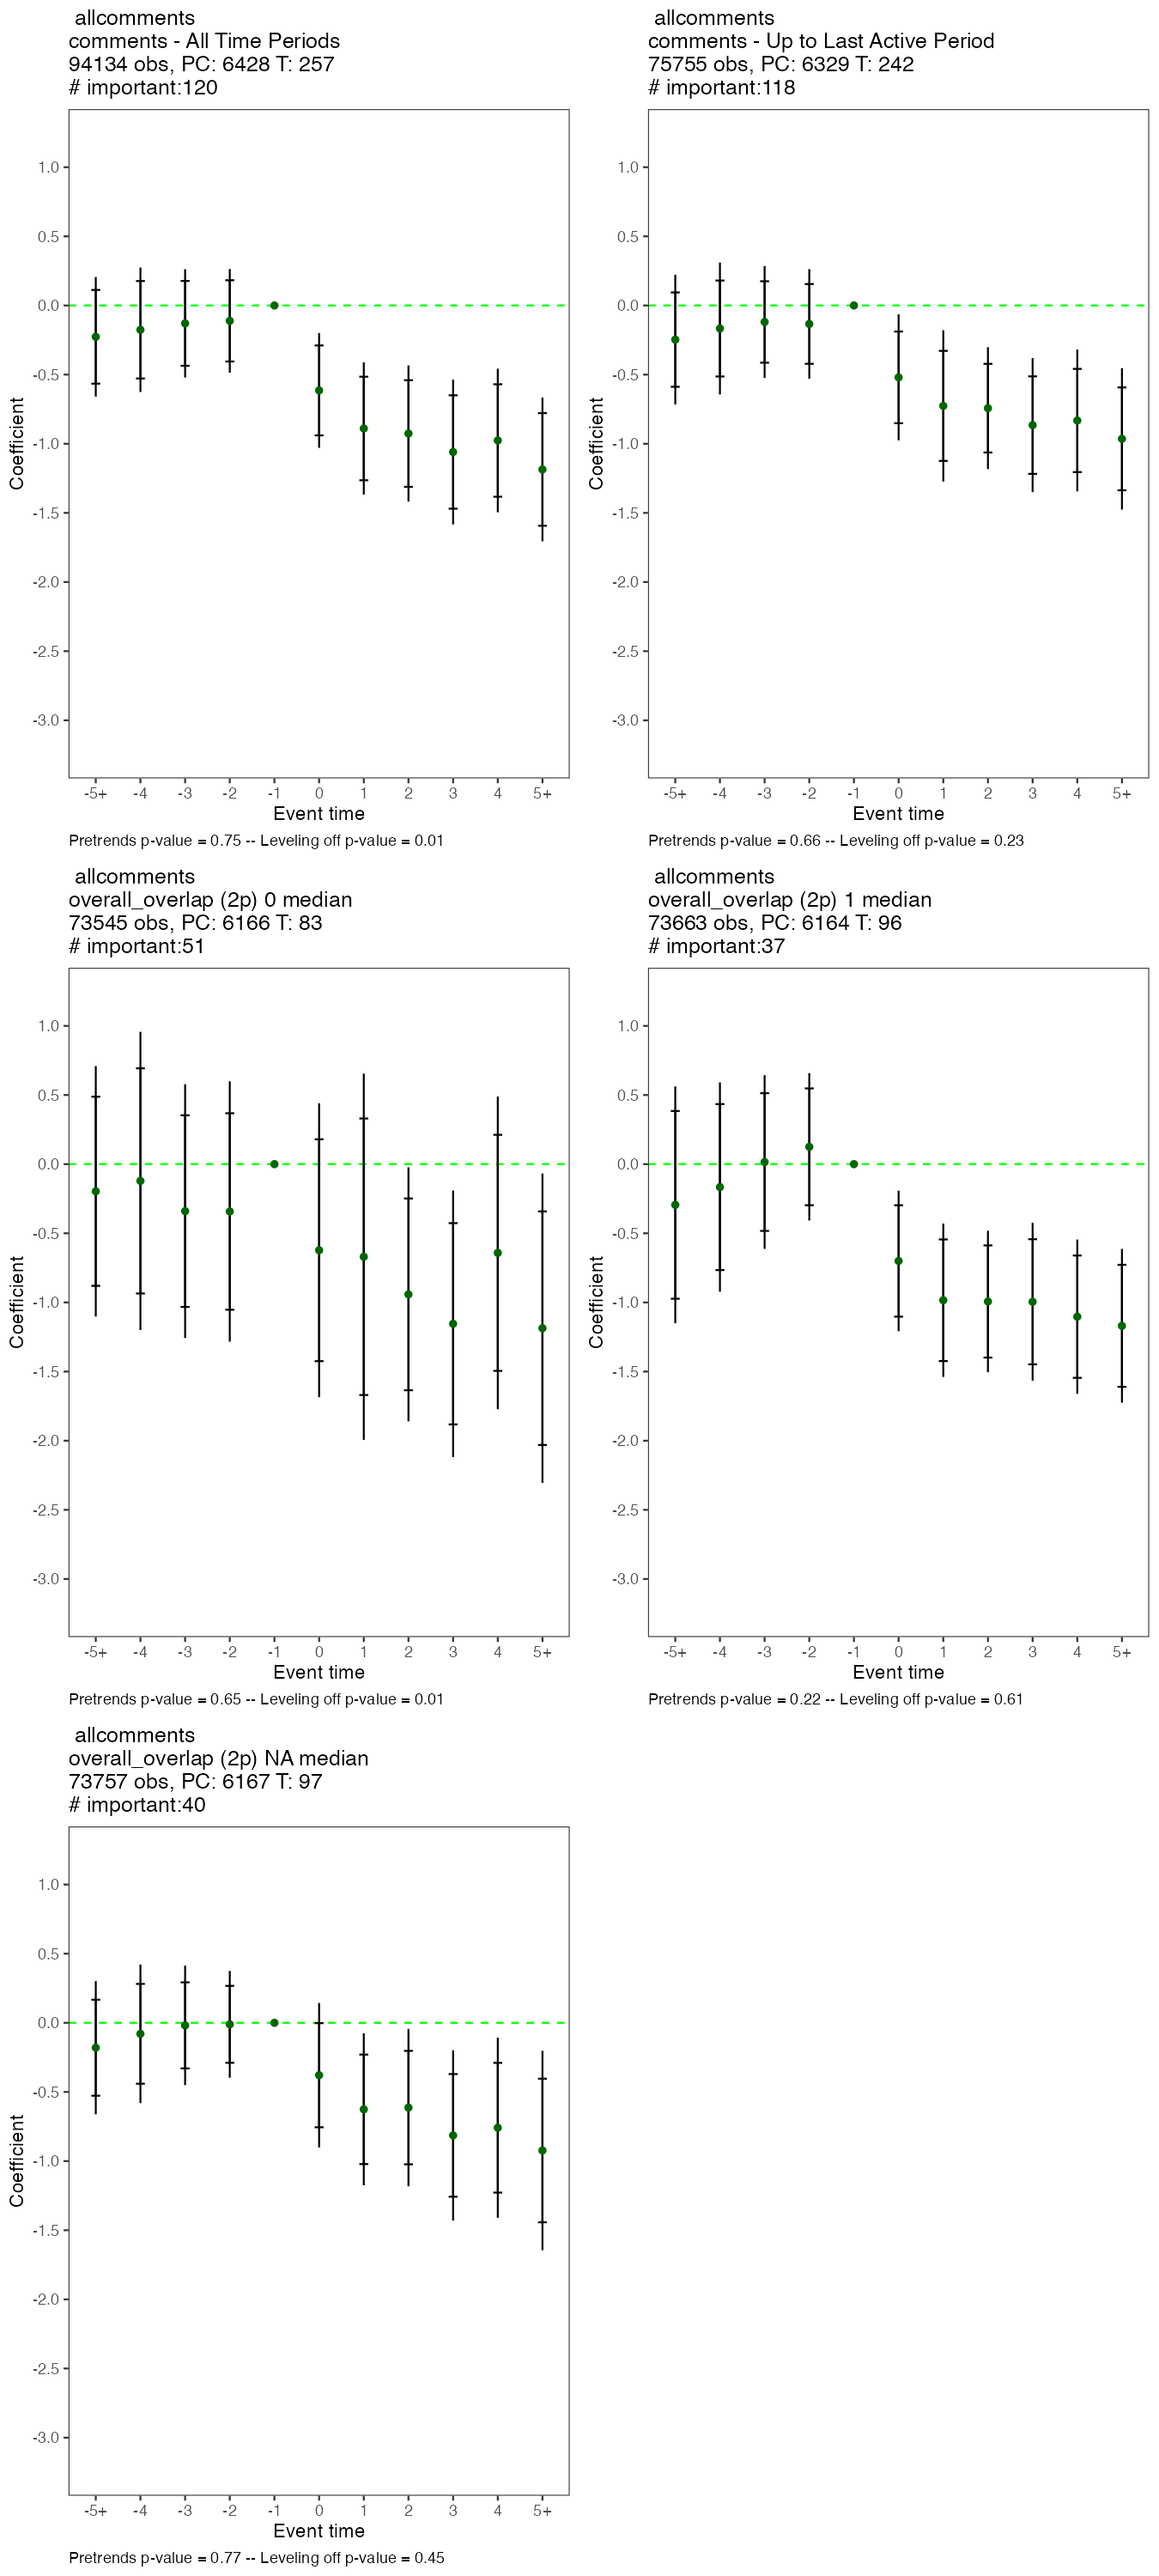 allcomments
comments - All Time Periods
94134 obs, PC: 6428 T: 257
# important:120
1.0
0.5
0.0
-0.5
-1.0
-1.5
-2.0
-2.5
-3.0
Coefficient
-5+ -4 -3 -2 -1 0 1 2 3 4 5+
Event time
Pretrends p-value = 0.75 -- Leveling off p-value = 0.01
allcomments
comments - Up to Last Active Period
75755 obs, PC: 6329 T: 242
# important:118
1.0
0.5
0.0
-0.5
-1.0
-1.5
-2.0
-2.5
-3.0
Coefficient
-5+ -4 -3 -2 -1 0 1 2 3 4 5+
Event time
Pretrends p-value = 0.66 -- Leveling off p-value = 0.23
allcomments
overall_overlap (2p) 0 median
73545 obs, PC: 6166 T: 83
# important:51
1.0
0.5
0.0
-0.5
-1.0
-1.5
-2.0
-2.5
-3.0
Coefficient
-5+ -4 -3 -2 -1 0 1 2 3 4 5+
Event time
Pretrends p-value = 0.65 -- Leveling off p-value = 0.01
allcomments
overall_overlap (2p) 1 median
73663 obs, PC: 6164 T: 96
# important:37
1.0
0.5
0.0
-0.5
-1.0
-1.5
-2.0
-2.5
-3.0
Coefficient
-5+ -4 -3 -2 -1 0 1 2 3 4 5+
Event time
Pretrends p-value = 0.22 -- Leveling off p-value = 0.61
allcomments
overall_overlap (2p) NA median
73757 obs, PC: 6167 T: 97
# important:40
1.0
0.5
0.0
-0.5
-1.0
-1.5
-2.0
-2.5
-3.0
Coefficient
-5+ -4 -3 -2 -1 0 1 2 3 4 5+
Event time
Pretrends p-value = 0.77 -- Leveling off p-value = 0.45